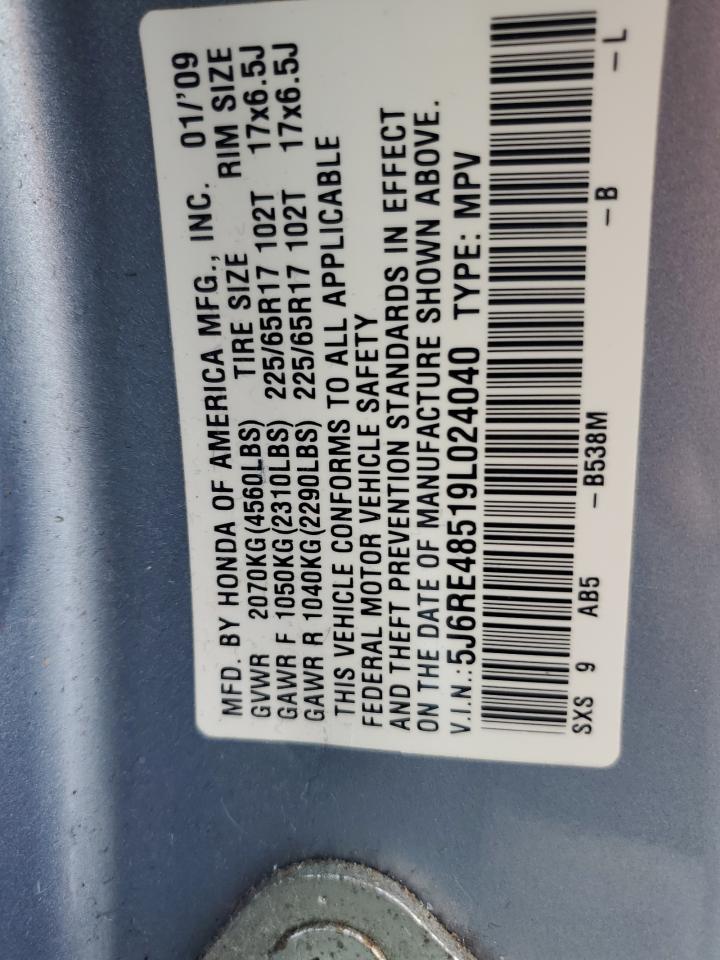 MFD. BY HONDA OF AMERICA MFG., INC. 01/'09
GVWR 2070KG(4560LBS) TIRE SIZE RIM SIZE
GAWR F 1050KG(2310LBS) 225/65R17 102T 17x6.5J
GAWR R 1040KG(2290LBS) 225/65R17 102T 17x6.5J
THIS VEHICLE CONFORMS TO ALL APPLICABLE
FEDERAL MOTOR VEHICLE SAFETY
AND THEFT PREVENTION STANDARDS IN EFFECT
ON THE DATE OF MANUFACTURE SHOWN ABOVE.
V.I.N.:5J6RE48519L024040 TYPE: MPV
SXS 9 AB5 –B538M –B –L